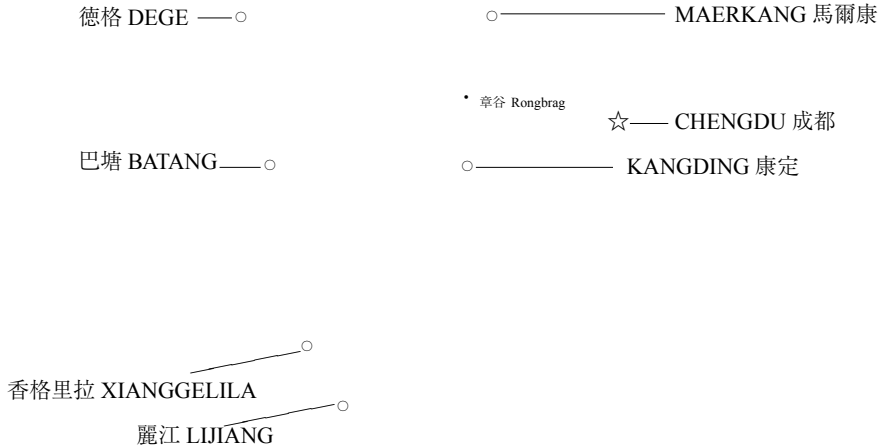 德格 DEGE
MAERKANG 馬爾康
章谷 Rongbrag
CHENGDU 成都
巴塘 BATANG
KANGDING 康定
香格里拉 XIANGGELILA
麗江 LIJIANG